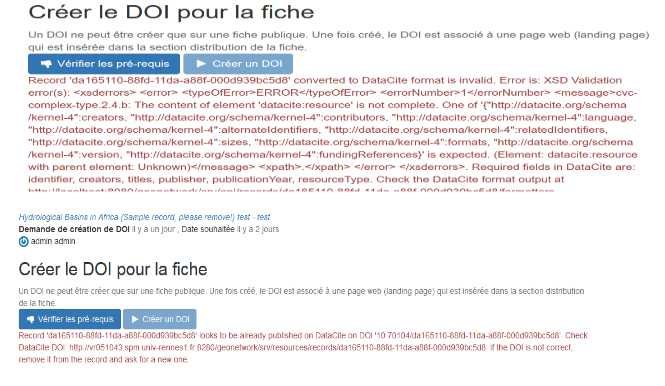 Créer le DOI pour la fiche
Un DOI ne peut être créer que sur une fiche publique. Une fois créé, le DOI est associé à une page web (landing page)
qui est insérée dans la section distribution de la fiche.
Vérifier les pré-requis Créer un DOI
Record 'da165110-88fd-11da-a88f-000d939bc5d8' converted to DataCite format is invalid. Error is: XSD Validation
error(s): <xsderrors> <error> <typeOfError>ERROR</typeOfError> <errorNumber>1</errorNumber> <message>cvc-
complex-type.2.4.b: The content of element 'datacite:resource' is not complete. One of '{"http://datacite.org/schema
/kernel-4":creators, "http://datacite.org/schema/kernel-4":contributors, "http://datacite.org/schema/kernel-4":language,
"http://datacite.org/schema/kernel-4":alternateIdentifiers, "http://datacite.org/schema/kernel-4":relatedIdentifiers,
"http://datacite.org/schema/kernel-4":sizes, "http://datacite.org/schema/kernel-4":formats, "http://datacite.org/schema
/kernel-4":version, "http://datacite.org/schema/kernel-4":fundingReferences}' is expected. (Element: datacite:resource
with parent element: Unknown)</message> <xpath>.</xpath> </error> </xsderrors>. Required fields in DataCite are:
identifier, creators, titles, publisher, publicationYear, resourceType. Check the DataCite format output at
http://localhost:8080/geonetwork/srv/api/records/da165110-88fd-11da-a88f-000d939bc5d8/formatters
Hydrological Basins in Africa (Sample record, please remove!) test - test
Demande de création de DOI il y a un jour , Date souhaitée il y a 2 jours
admin admin
Créer le DOI pour la fiche
Un DOI ne peut être créer que sur une fiche publique. Une fois créé, le DOI est associé à une page web (landing page) qui est insérée dans la section distribution
de la fiche.
Vérifier les pré-requis Créer un DOI
Record 'da165110-88fd-11da-a88f-000d939bc5d8' looks to be already published on DataCite on DOI '10.70104/da165110-88fd-11da-a88f-000d939bc5d8'. Check
DataCite DOI: http://vr051043.spm.univ-rennes1.fr:8280/geonetwork/srv/resources/records/da165110-88fd-11da-a88f-000d939bc5d8. If the DOI is not correct,
remove it from the record and ask for a new one.